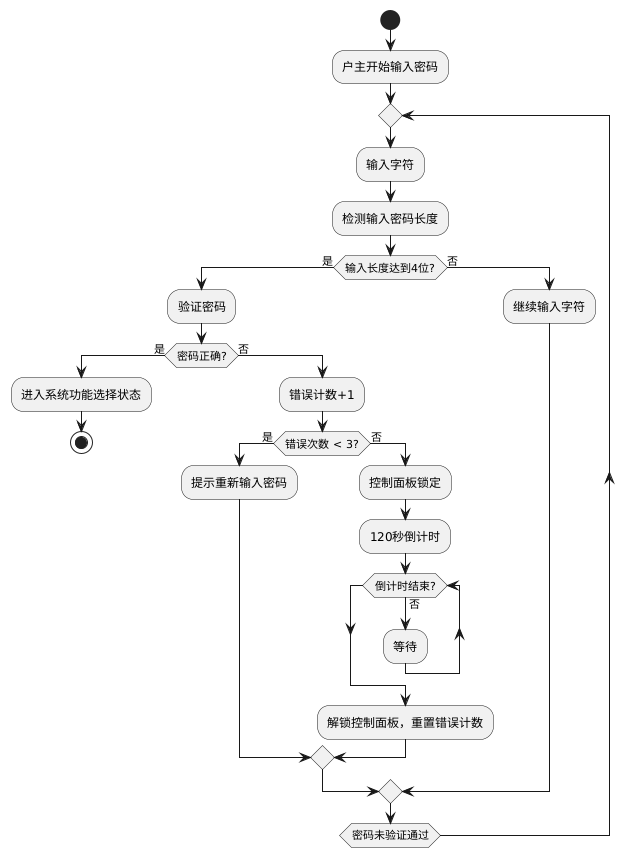 户主开始输入密码
输入字符
检测输入密码长度
是
输入长度达到4位?
否
验证密码
继续输入字符
是
密码正确?
否
进入系统功能选择状态
错误计数+1
是
错误次数 < 3?
否
提示重新输入密码
控制面板锁定
120秒倒计时
倒计时结束?
否
等待
解锁控制面板，重置错误计数
密码未验证通过